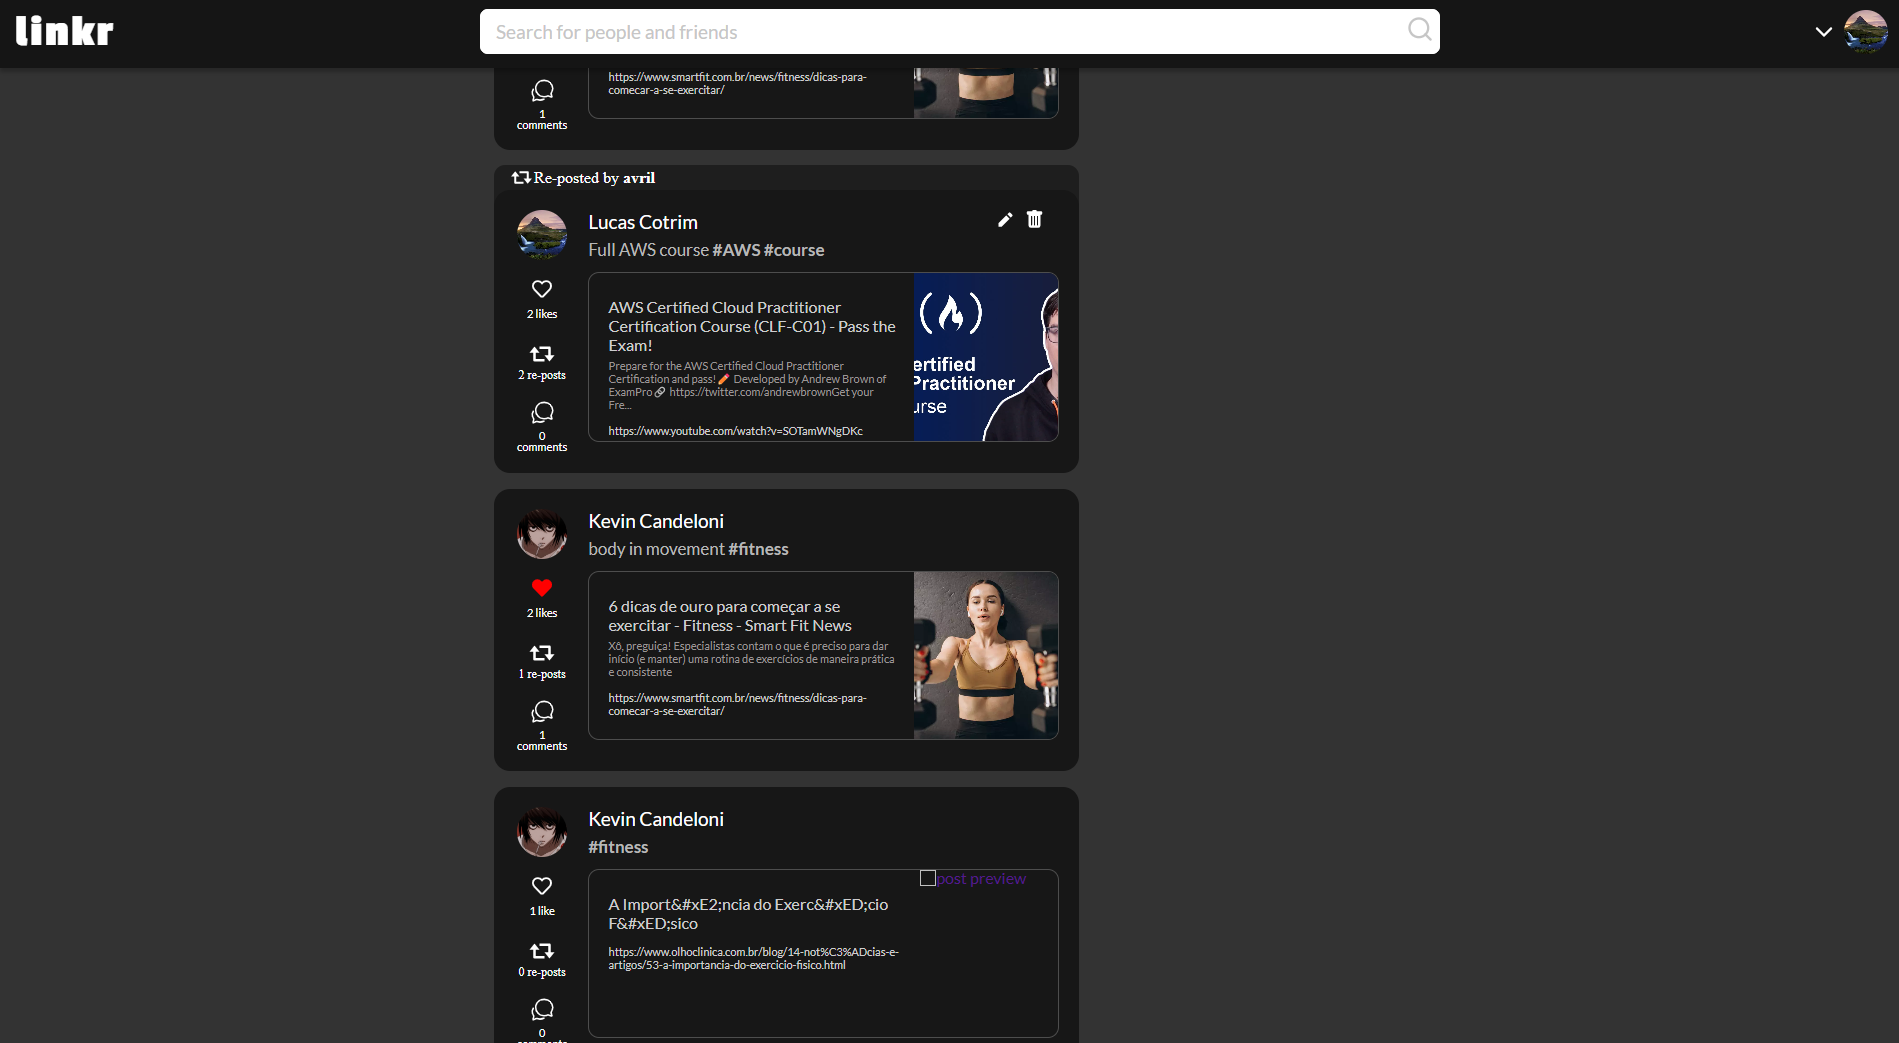 linkr
Search for people and friends
https://www.smartfit.com.br/news/fitness/dicas-para-
comecar-a-se-exercitar/
1
comments
Re-posted by avril
Lucas Cotrim
Full AWS course #AWS #course
2 likes
2 re-posts
0
comments
AWS Certified Cloud Practitioner
Certification Course (CLF-C01) - Pass the
Exam!
Prepare for the AWS Certified Cloud Practitioner
Certification and pass!🖍️ Developed by Andrew Brown of
ExamPro🔗 https://twitter.com/andrewbrownGet your
Fre...
https://www.youtube.com/watch?v=SOTamWNgDKc
ertified
Practitioner
urse
Kevin Candeloni
body in movement #fitness
2 likes
1 re-posts
1
comments
6 dicas de ouro para começar a se
exercitar - Fitness - Smart Fit News
Xô, preguiça! Especialistas contam o que é preciso para dar
início (e manter) uma rotina de exercícios de maneira prática
e consistente
https://www.smartfit.com.br/news/fitness/dicas-para-
comecar-a-se-exercitar/
Kevin Candeloni
#fitness
1 like
0 re-posts
0
comments
A Import&#xE2;ncia do Exerc&#xED;cio
F&#xED;sico
https://www.olhoclinica.com.br/blog/14-not%C3%ADcias-e-
artigos/53-a-importancia-do-exercicio-fisico.html
post preview